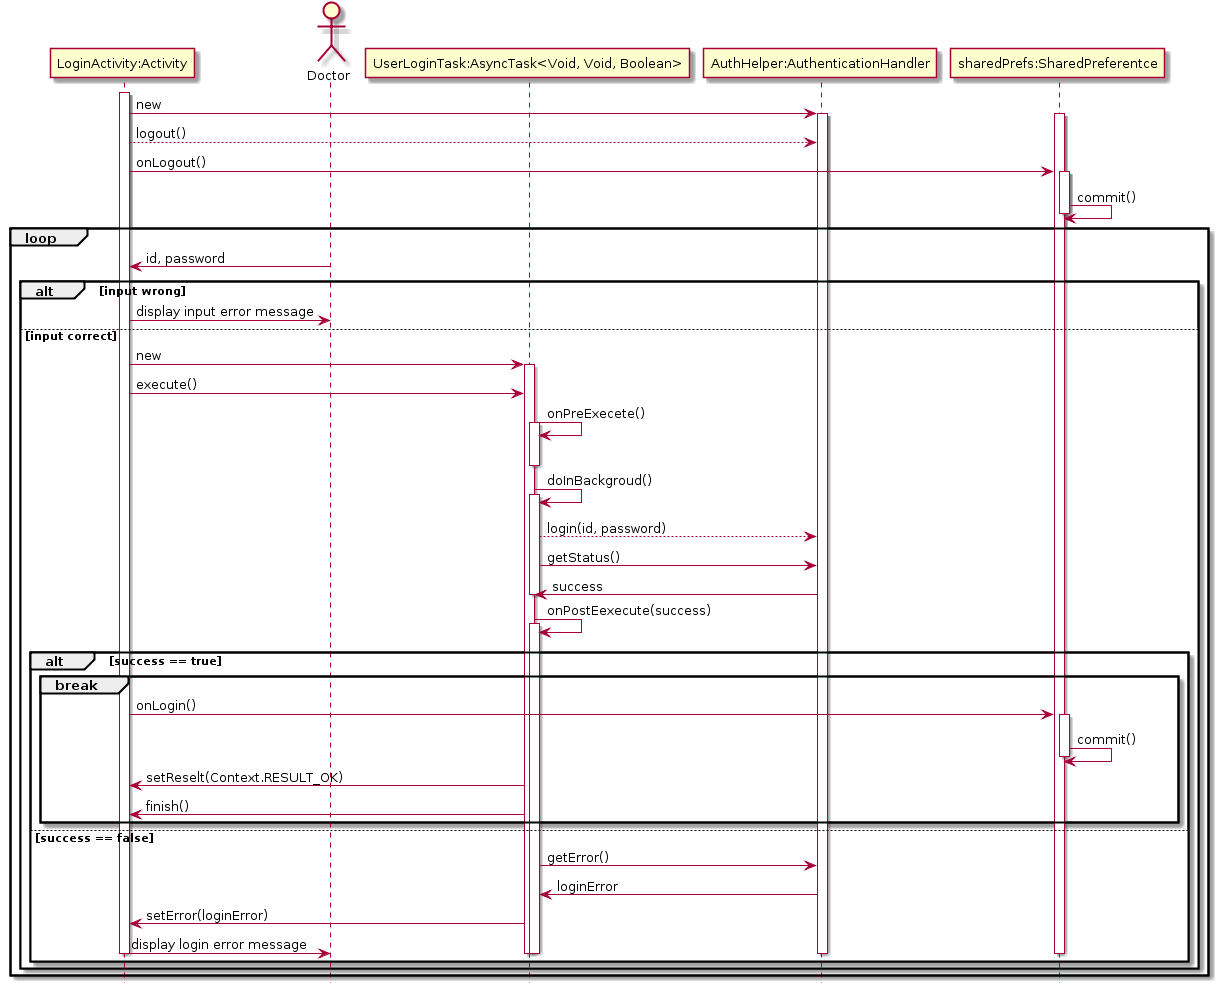 LoginActivity:Activity
Doctor
UserLoginTask:AsyncTask<Void, Void, Boolean>
AuthHelper:AuthenticationHandler
sharedPrefs:SharedPreferentce
new
logout()
onLogout()
commit()
loop
id, password
alt
[input wrong]
display input error message
[input correct]
new
execute()
onPreExecete()
doInBackgroud()
login(id, password)
getStatus()
success
onPostEexecute(success)
alt
[success == true]
break
onLogin()
commit()
setReselt(Context.RESULT_OK)
finish()
[success == false]
getError()
loginError
setError(loginError)
display login error message